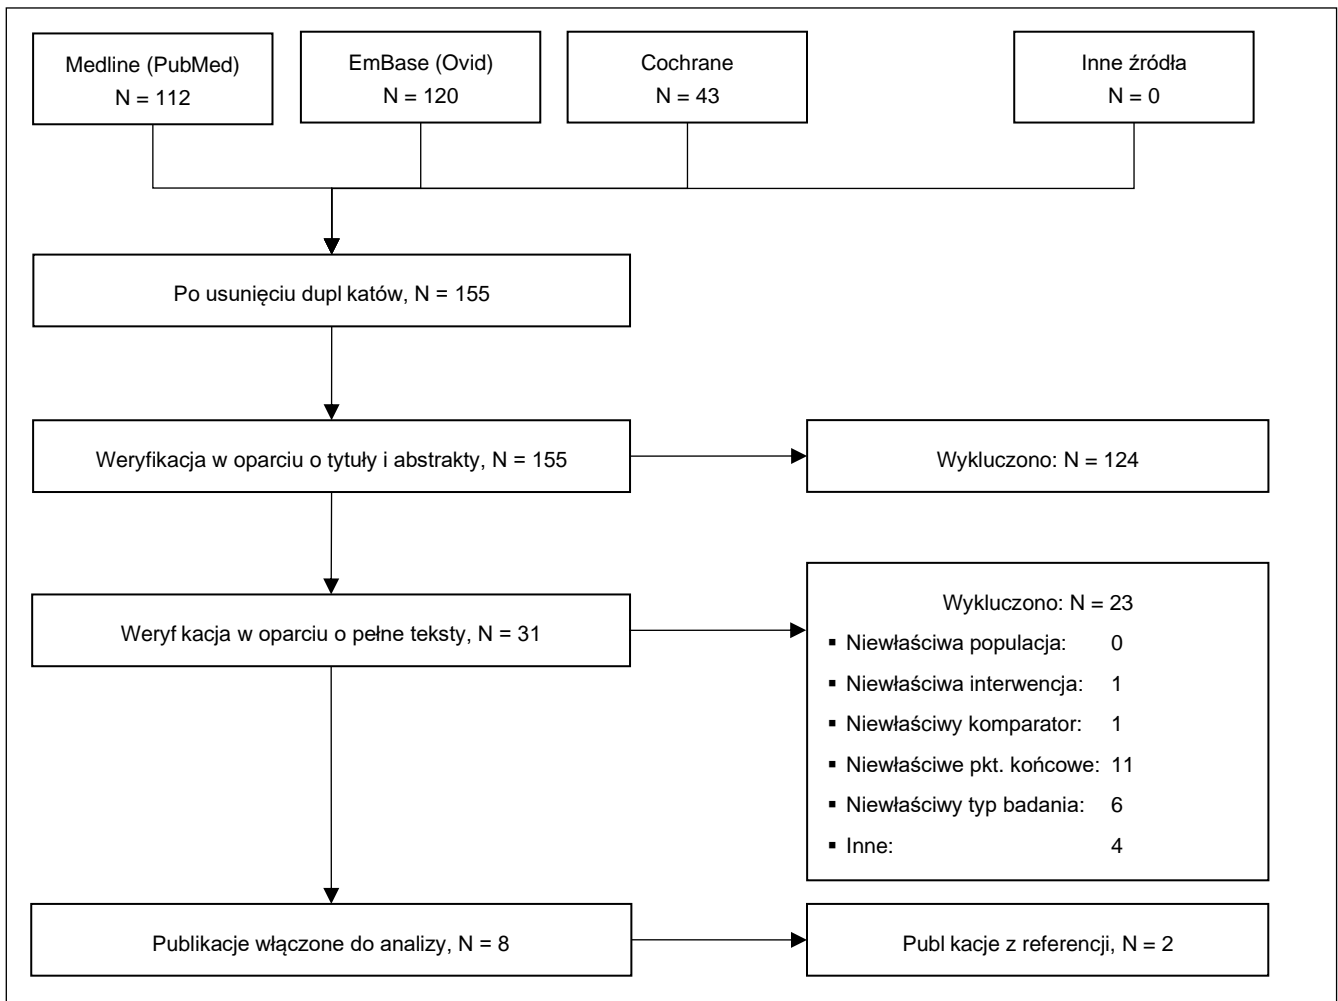 Medline (PubMed)
N = 112
EmBase (Ovid)
N = 120
Cochrane
N = 43
Inne źródła
N = 0
Po usunięciu dupl katów, N = 155
Weryfikacja w oparciu o tytuły i abstrakty, N = 155
Wykluczono: N = 124
Weryf kacja w oparciu o pełne teksty, N = 31
Wykluczono: N = 23
▪ Niewłaściwa populacja: 0
▪ Niewłaściwa interwencja: 1
▪ Niewłaściwy komparator: 1
▪ Niewłaściwe pkt. końcowe: 11
▪ Niewłaściwy typ badania: 6
▪ Inne: 4
Publikacje włączone do analizy, N = 8
Publ kacje z referencji, N = 2